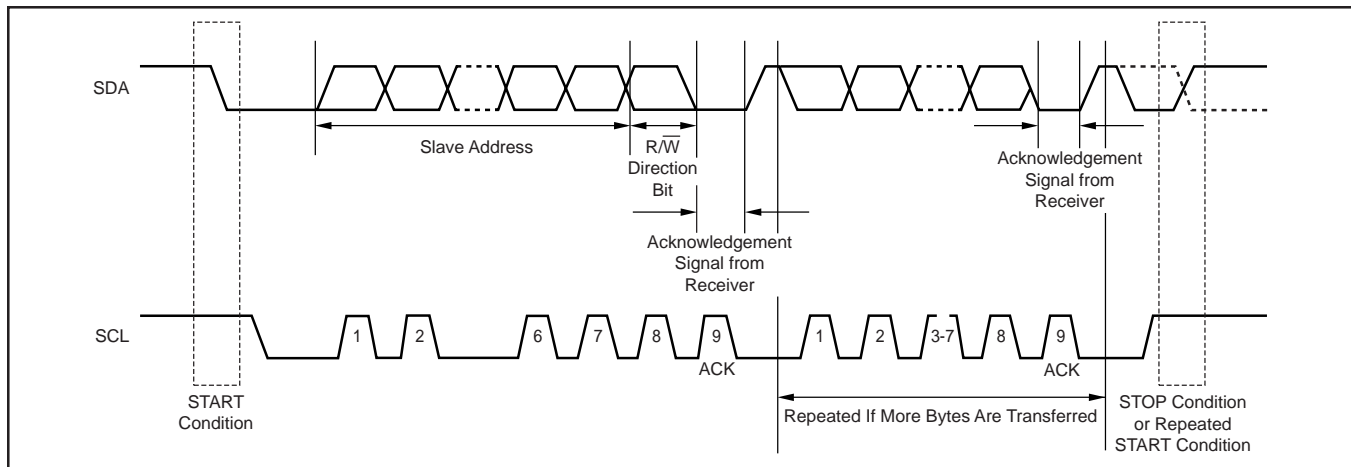 SDA
Slave Address
R/W̅
Direction
Bit
Acknowledgement
Signal from
Receiver
Acknowledgement
Signal from
Receiver
SCL
1 2 6 7 8 9 1 2 3-7 8 9
ACK ACK
START
Condition
Repeated If More Bytes Are Transferred
STOP Condition
or Repeated
START Condition